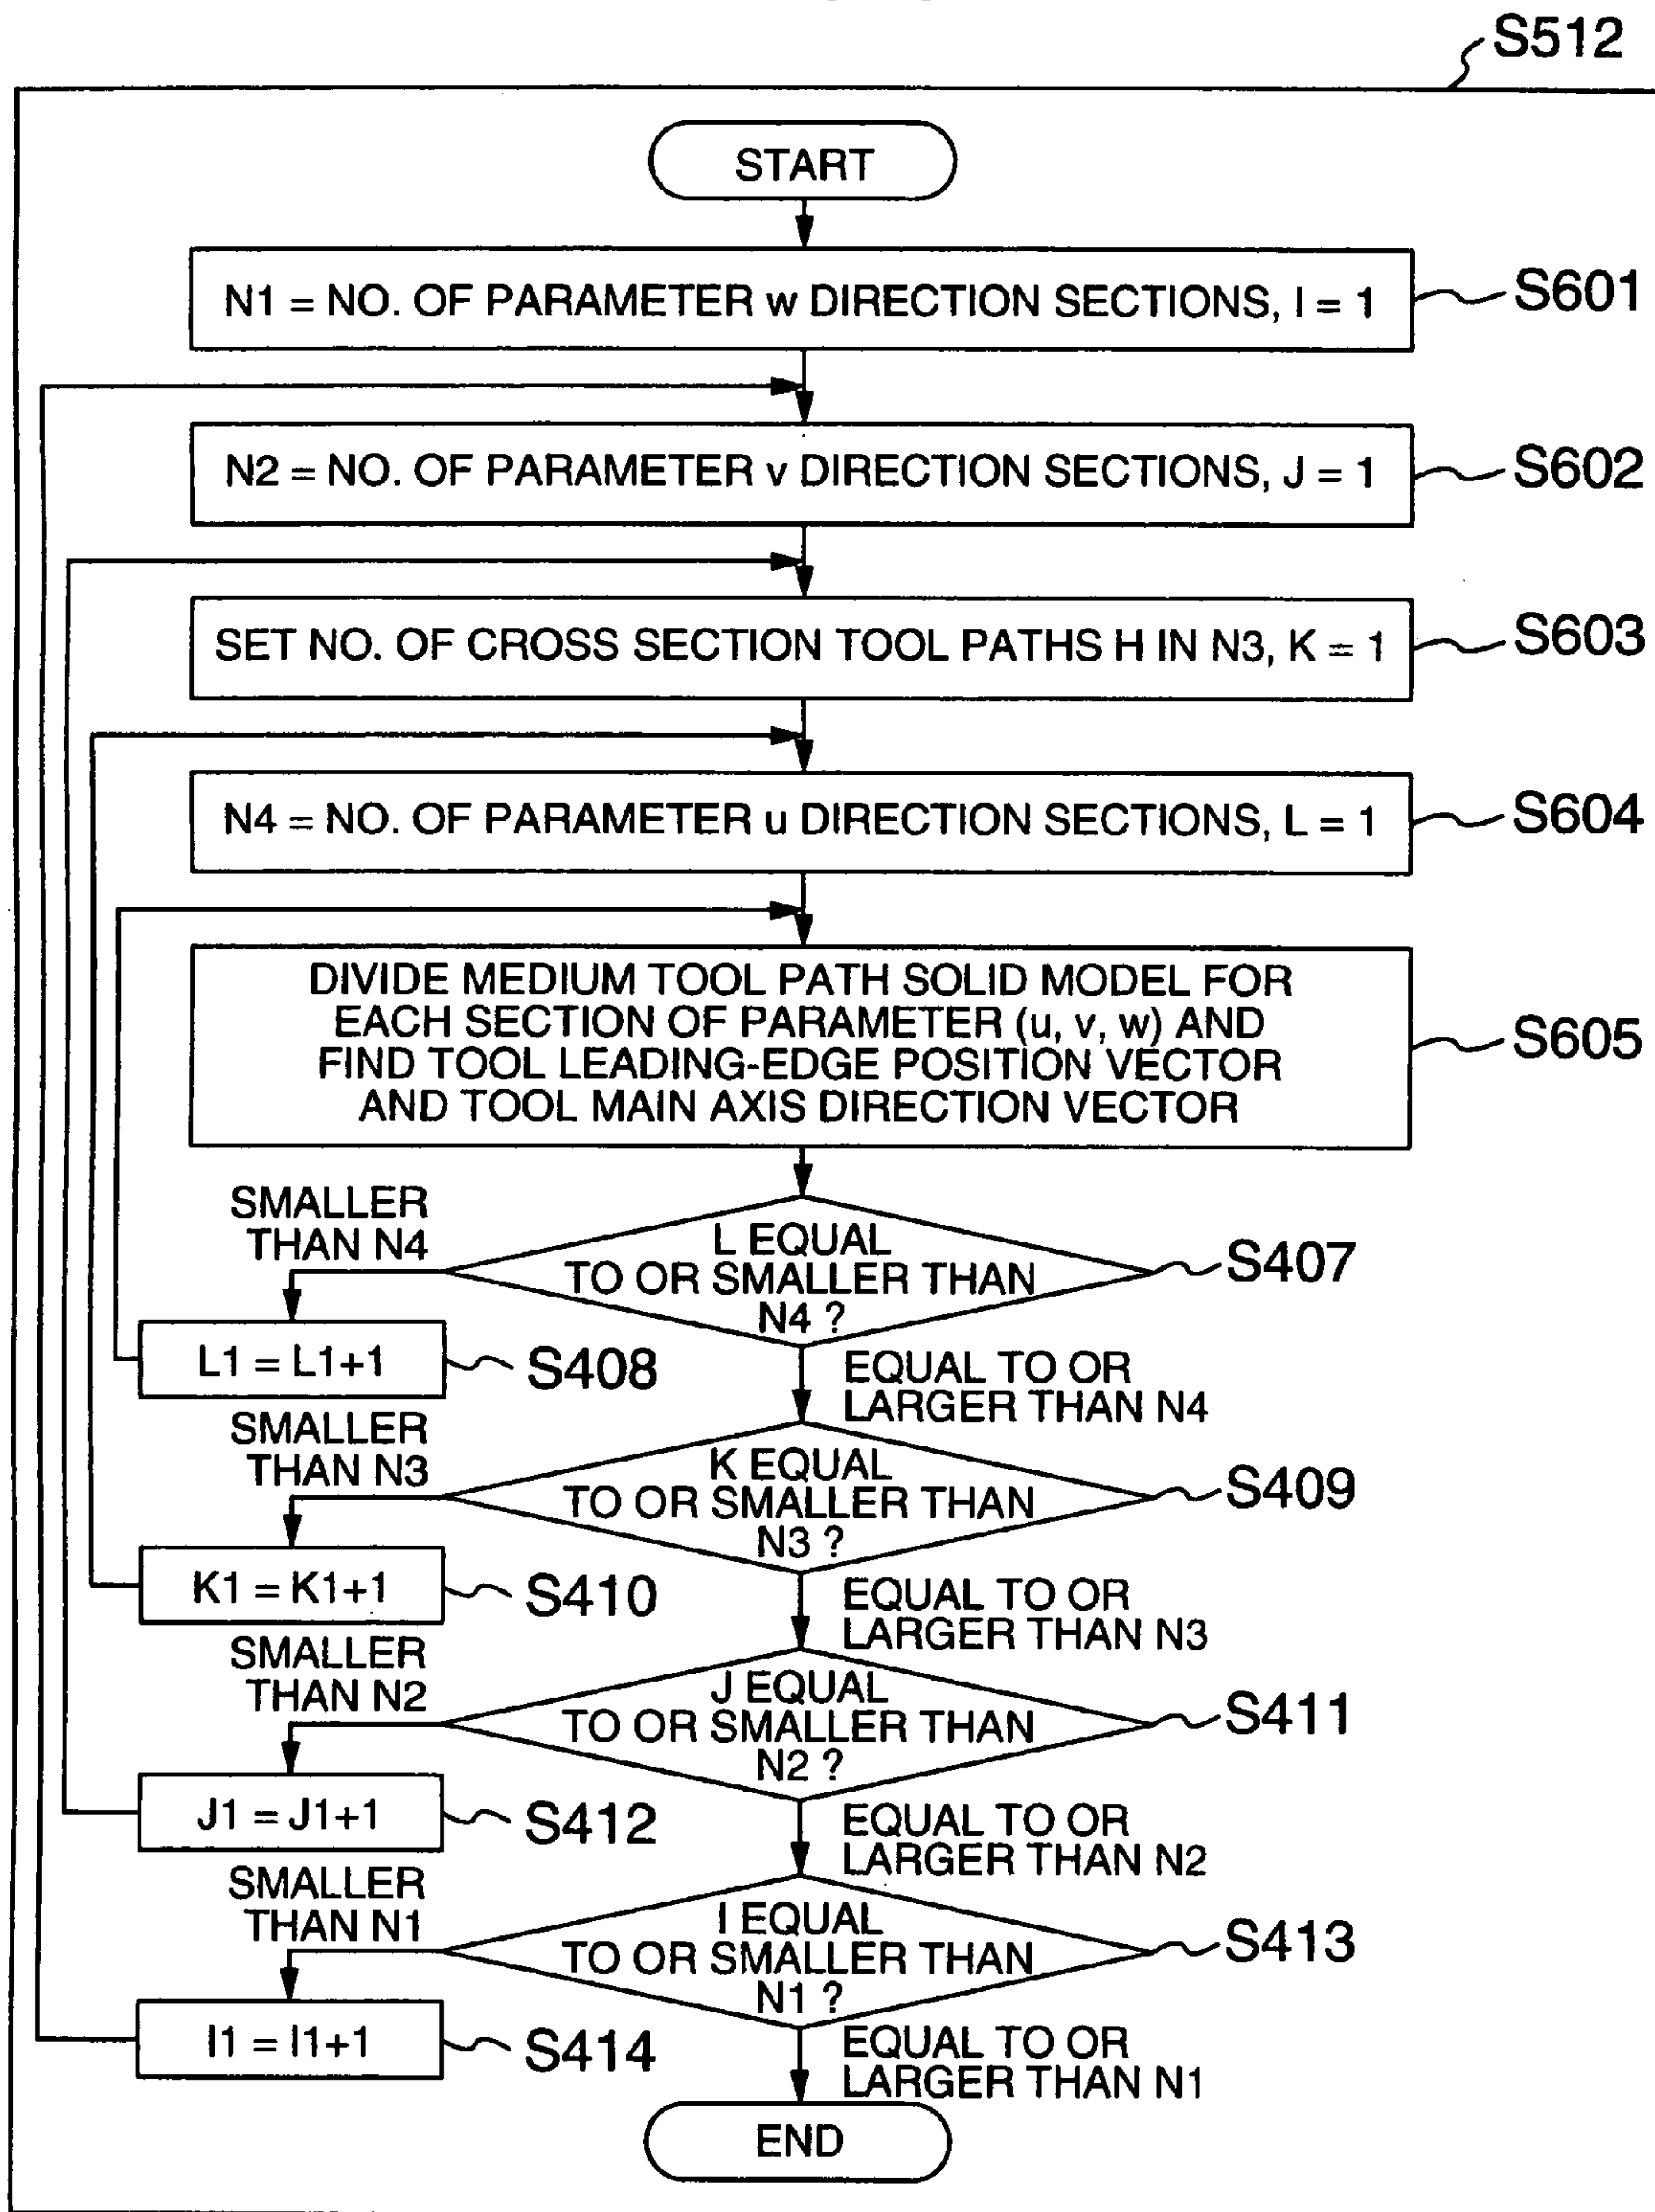 S512
START
N1 = NO. OF PARAMETER w DIRECTION SECTIONS, I = 1
S601
N2 = NO. OF PARAMETER v DIRECTION SECTIONS, J = 1
S602
SET NO. OF CROSS SECTION TOOL PATHS H IN N3, K = 1
S603
N4 = NO. OF PARAMETER u DIRECTION SECTIONS, L = 1
S604
DIVIDE MEDIUM TOOL PATH SOLID MODEL FOR
EACH SECTION OF PARAMETER (u, v, w) AND
FIND TOOL LEADING-EDGE POSITION VECTOR
AND TOOL MAIN AXIS DIRECTION VECTOR
S605
SMALLER
THAN N4
L EQUAL
TO OR SMALLER THAN
N4 ?
S407
L1 = L1+1
S408
EQUAL TO OR
LARGER THAN N4
SMALLER
THAN N3
K EQUAL
TO OR SMALLER THAN
N3 ?
S409
K1 = K1+1
S410
EQUAL TO OR
LARGER THAN N3
SMALLER
THAN N2
J EQUAL
TO OR SMALLER THAN
N2 ?
S411
J1 = J1+1
S412
EQUAL TO OR
LARGER THAN N2
SMALLER
THAN N1
I EQUAL
TO OR SMALLER THAN
N1 ?
S413
I1 = I1+1
S414
EQUAL TO OR
LARGER THAN N1
END